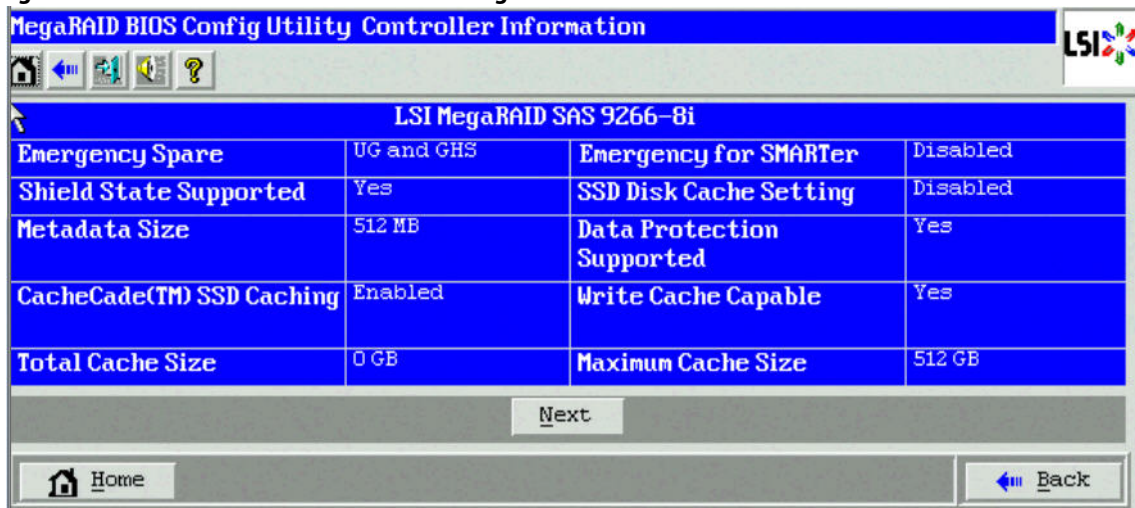 MegaRAID BIOS Config Utility Controller Information
LSI
LSI MegaRAID SAS 9266-8i
Emergency Spare UG and GHS Emergency for SMARTer Disabled
Shield State Supported Yes SSD Disk Cache Setting Disabled
Metadata Size 512 MB Data Protection Yes
Supported
CacheCade(TM) SSD Caching Enabled Write Cache Capable Yes
Total Cache Size 0 GB Maximum Cache Size 512 GB
Next
Home Back